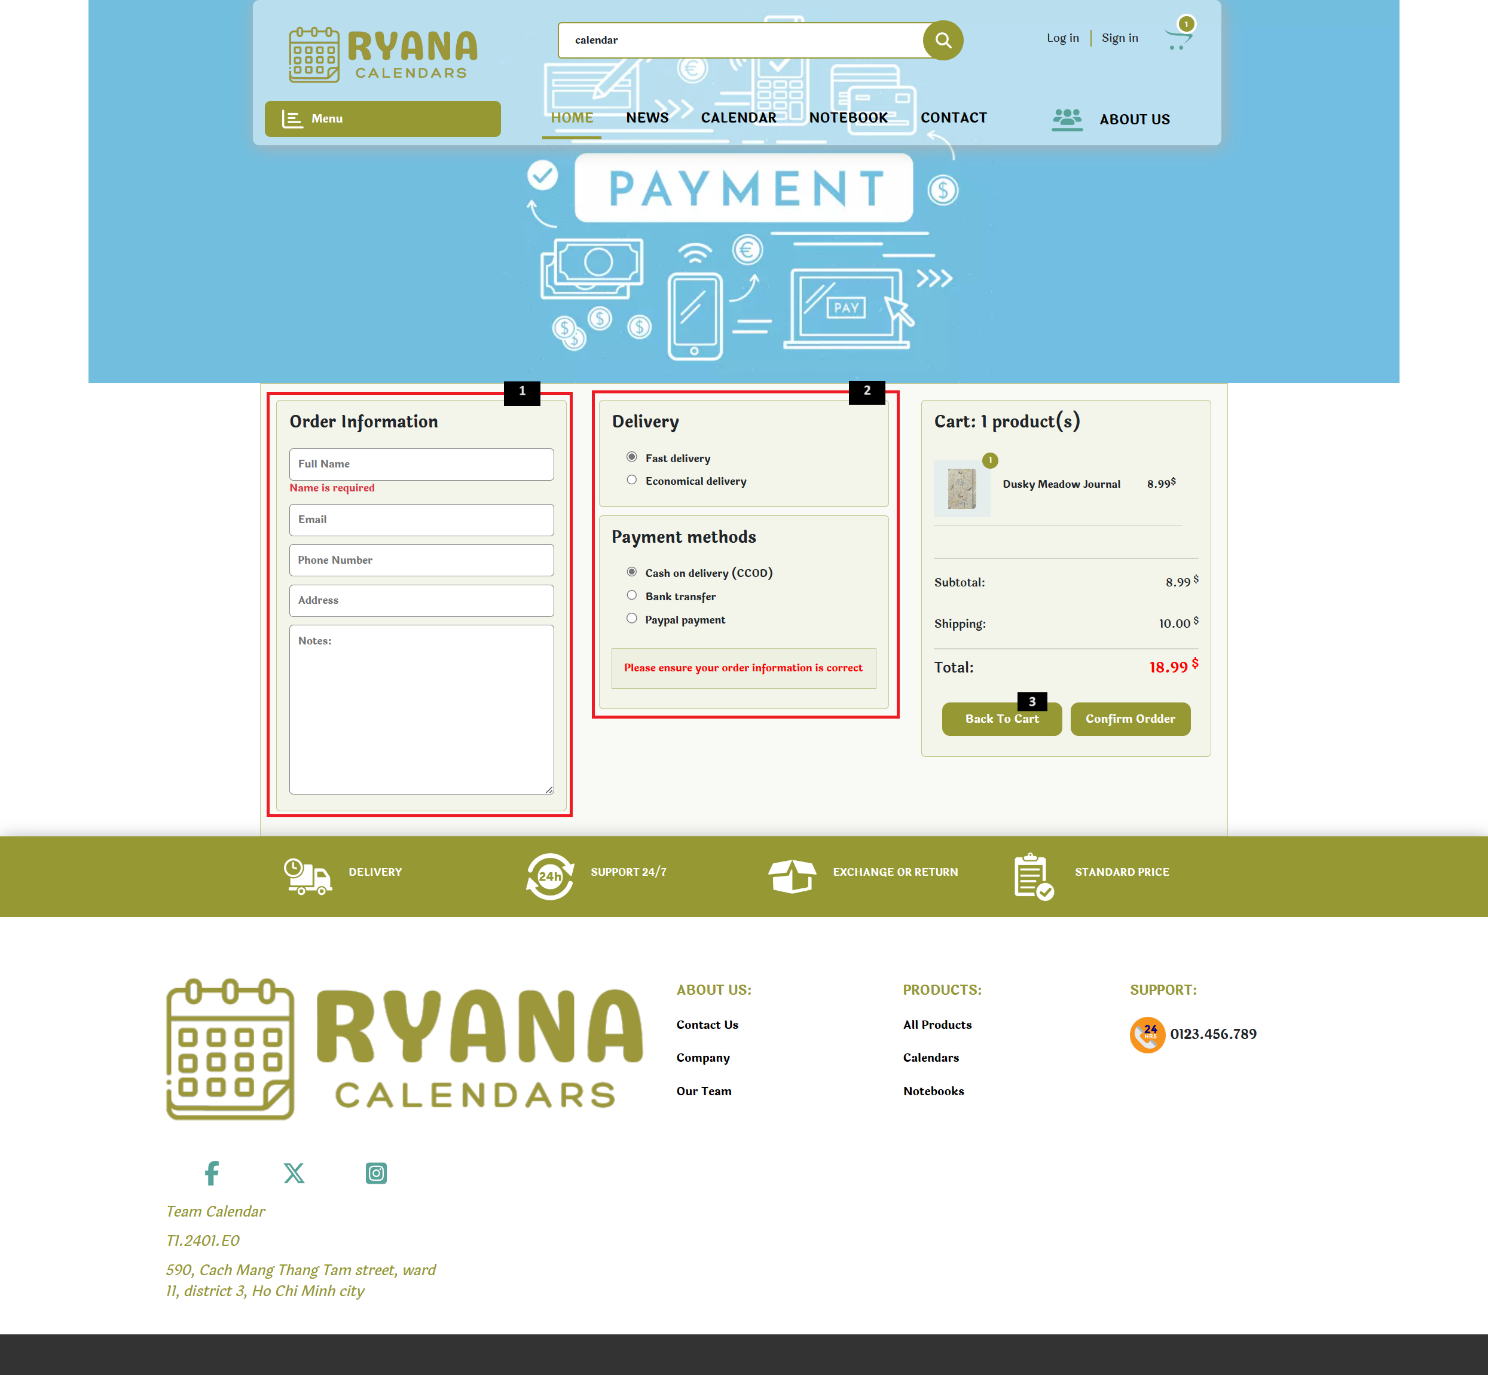 RYANA
CALENDARS
calendar
Log in
Sign in
1
Menu
HOME
NEWS
CALENDAR
NOTEBOOK
CONTACT
ABOUT US
PAYMENT
PAY
1
2
Order Information
Full Name
Name is required
Email
Phone Number
Address
Notes:
Delivery
Fast delivery
Economical delivery
Payment methods
Cash on delivery (CCOD)
Bank transfer
Paypal payment
Please ensure your order information is correct
Cart: 1 product(s)
1
Dusky Meadow Journal 8.99$
Subtotal: 8.99 $
Shipping: 10.00 $
Total: 18.99 $
3
Back To Cart
Confirm Ordder
DELIVERY
24h
SUPPORT 24/7
EXCHANGE OR RETURN
STANDARD PRICE
RYANA
CALENDARS
Team Calendar
T1.2401.E0
590, Cach Mang Thang Tam street, ward
11, district 3, Ho Chi Minh city
ABOUT US:
Contact Us
Company
Our Team
PRODUCTS:
All Products
Calendars
Notebooks
SUPPORT:
24
HRS
0123.456.789